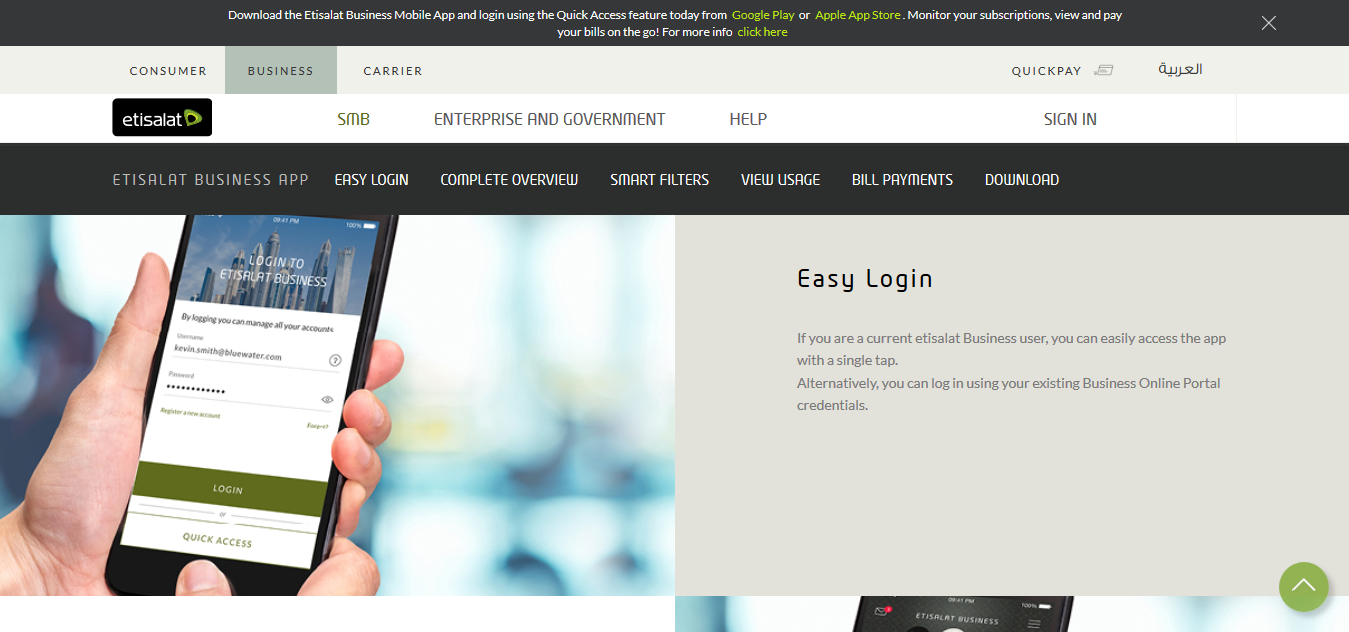 Download the Etisalat Business Mobile App and login using the Quick Access feature today from Google Play or Apple App Store. Monitor your subscriptions, view and pay
your bills on the go! For more info click here
CONSUMER BUSINESS CARRIER QUICKPAY العربية
etisalat SMB ENTERPRISE AND GOVERNMENT HELP SIGN IN
ETISALAT BUSINESS APP EASY LOGIN COMPLETE OVERVIEW SMART FILTERS VIEW USAGE BILL PAYMENTS DOWNLOAD
09:41 PM 100%
LOGIN TO
ETISALAT BUSINESS
By logging you can manage all your accounts
Username
kevin.smith@bluewater.com
Password
Register a new account
Forgot?
LOGIN
or
QUICK ACCESS
Easy Login
If you are a current etisalat Business user, you can easily access the app
with a single tap.
Alternatively, you can log in using your existing Business Online Portal
credentials.
09:41 PM 100%
ETISALAT BUSINESS